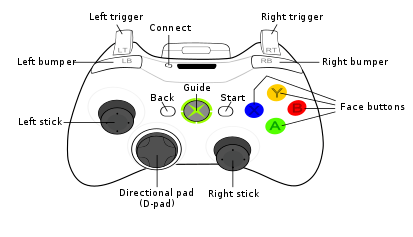 Left trigger
Right trigger
Connect
LT
RT
Left bumper
LB
RB
Right bumper
Guide
Back
Start
Y
B
Face buttons
A
Left stick
Directional pad
(D-pad)
Right stick